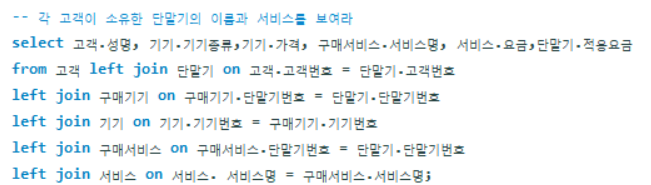 -- 각 고객이 소유한 단말기의 이름과 서비스를 보여라
select 고객.성명, 기기.기기종류,기기.가격, 구매서비스.서비스명, 서비스.요금,단말기.적용요금
from 고객 left join 단말기 on 고객.고객번호 = 단말기.고객번호
left join 구매기기 on 구매기기.단말기번호 = 단말기.단말기번호
left join 기기 on 기기.기기번호 = 구매기기.기기번호
left join 구매서비스 on 구매서비스.단말기번호 = 단말기.단말기번호
left join 서비스 on 서비스. 서비스명 = 구매서비스.서비스명;